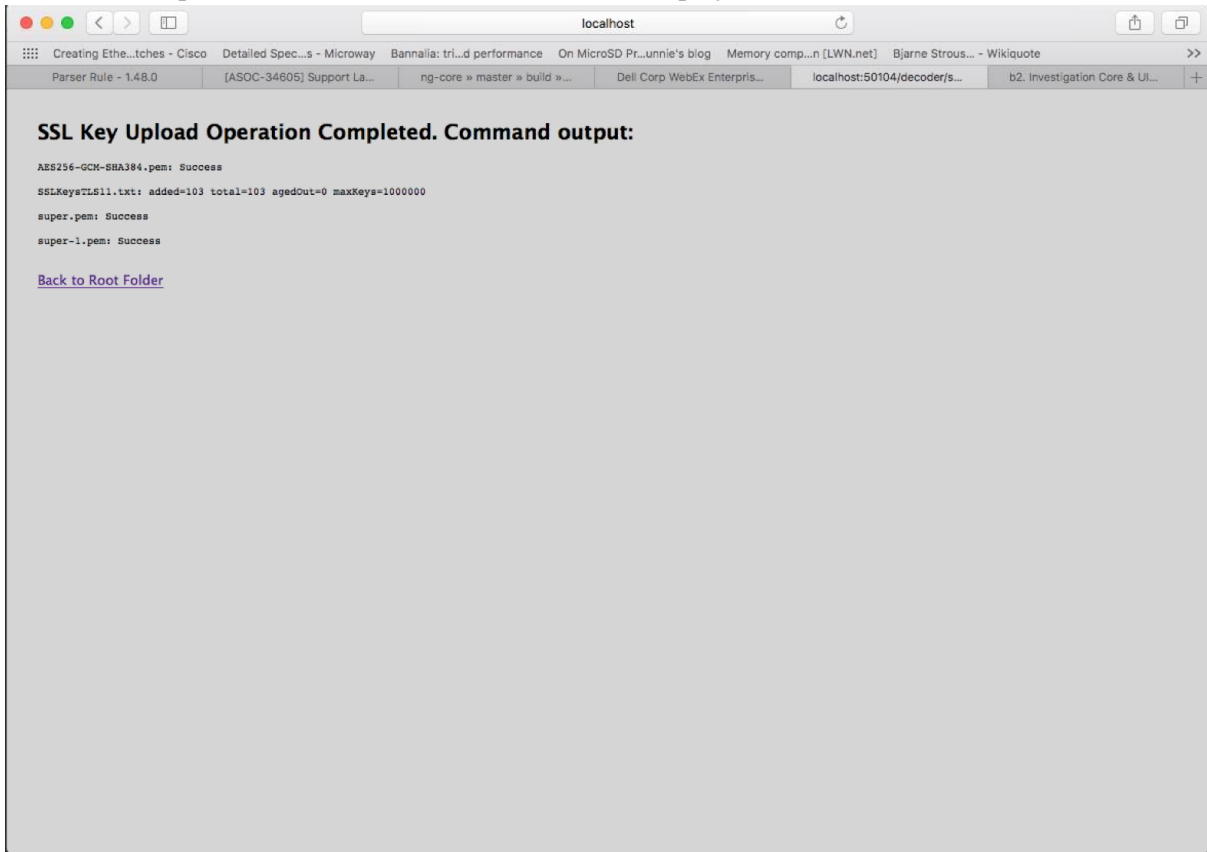 localhost
Creating Ethe...tches - Cisco Detailed Spec...s - Microway Bannalia: tri...d performance On MicroSD Pr...unnie's blog Memory comp...n [LWN.net] Bjarne Strous... - Wikiquote >>
Parser Rule - 1.48.0 [ASOC-34605] Support La... ng-core » master » build »... Dell Corp WebEx Enterpris... localhost:50104/decoder/s... b2. Investigation Core & UI... +
SSL Key Upload Operation Completed. Command output:
AES256-GCM-SHA384.pem: Success
SSLKeysTLS11.txt: added=103 total=103 agedOut=0 maxKeys=1000000
super.pem: Success
super-1.pem: Success
Back to Root Folder